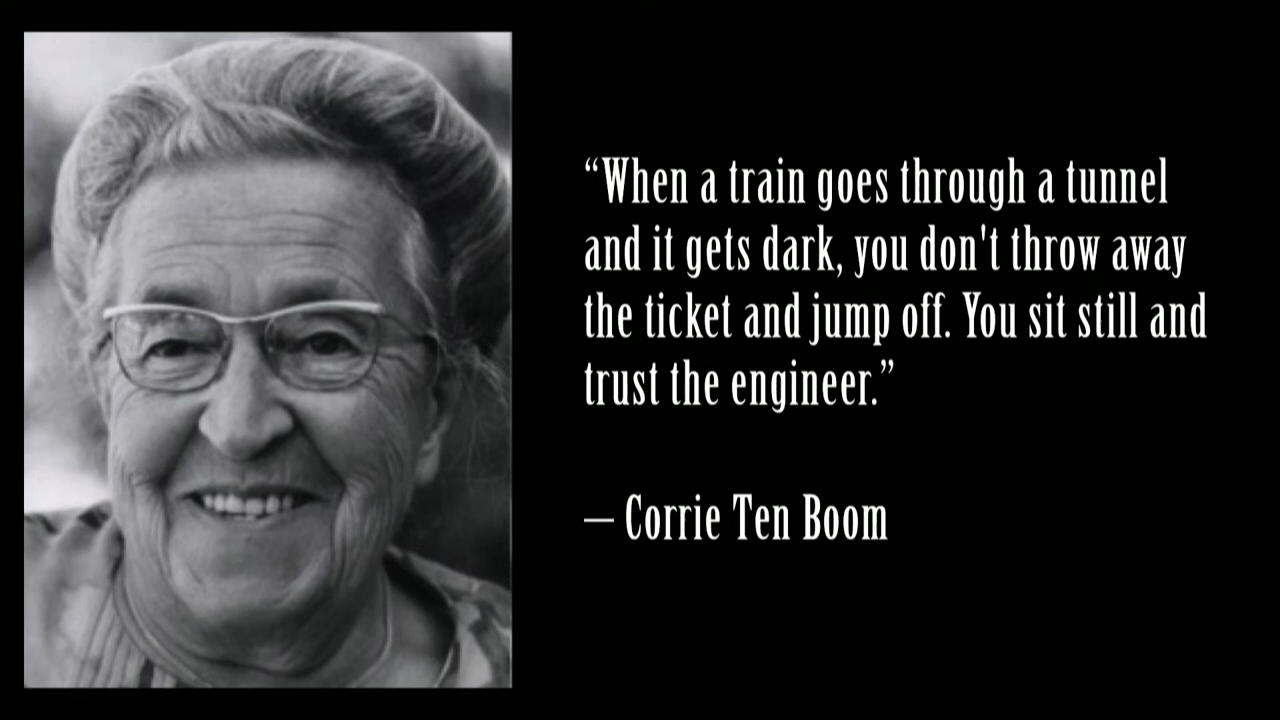 “When a train goes through a tunnel
and it gets dark, you don't throw away
the ticket and jump off. You sit still and
trust the engineer.”
– Corrie Ten Boom